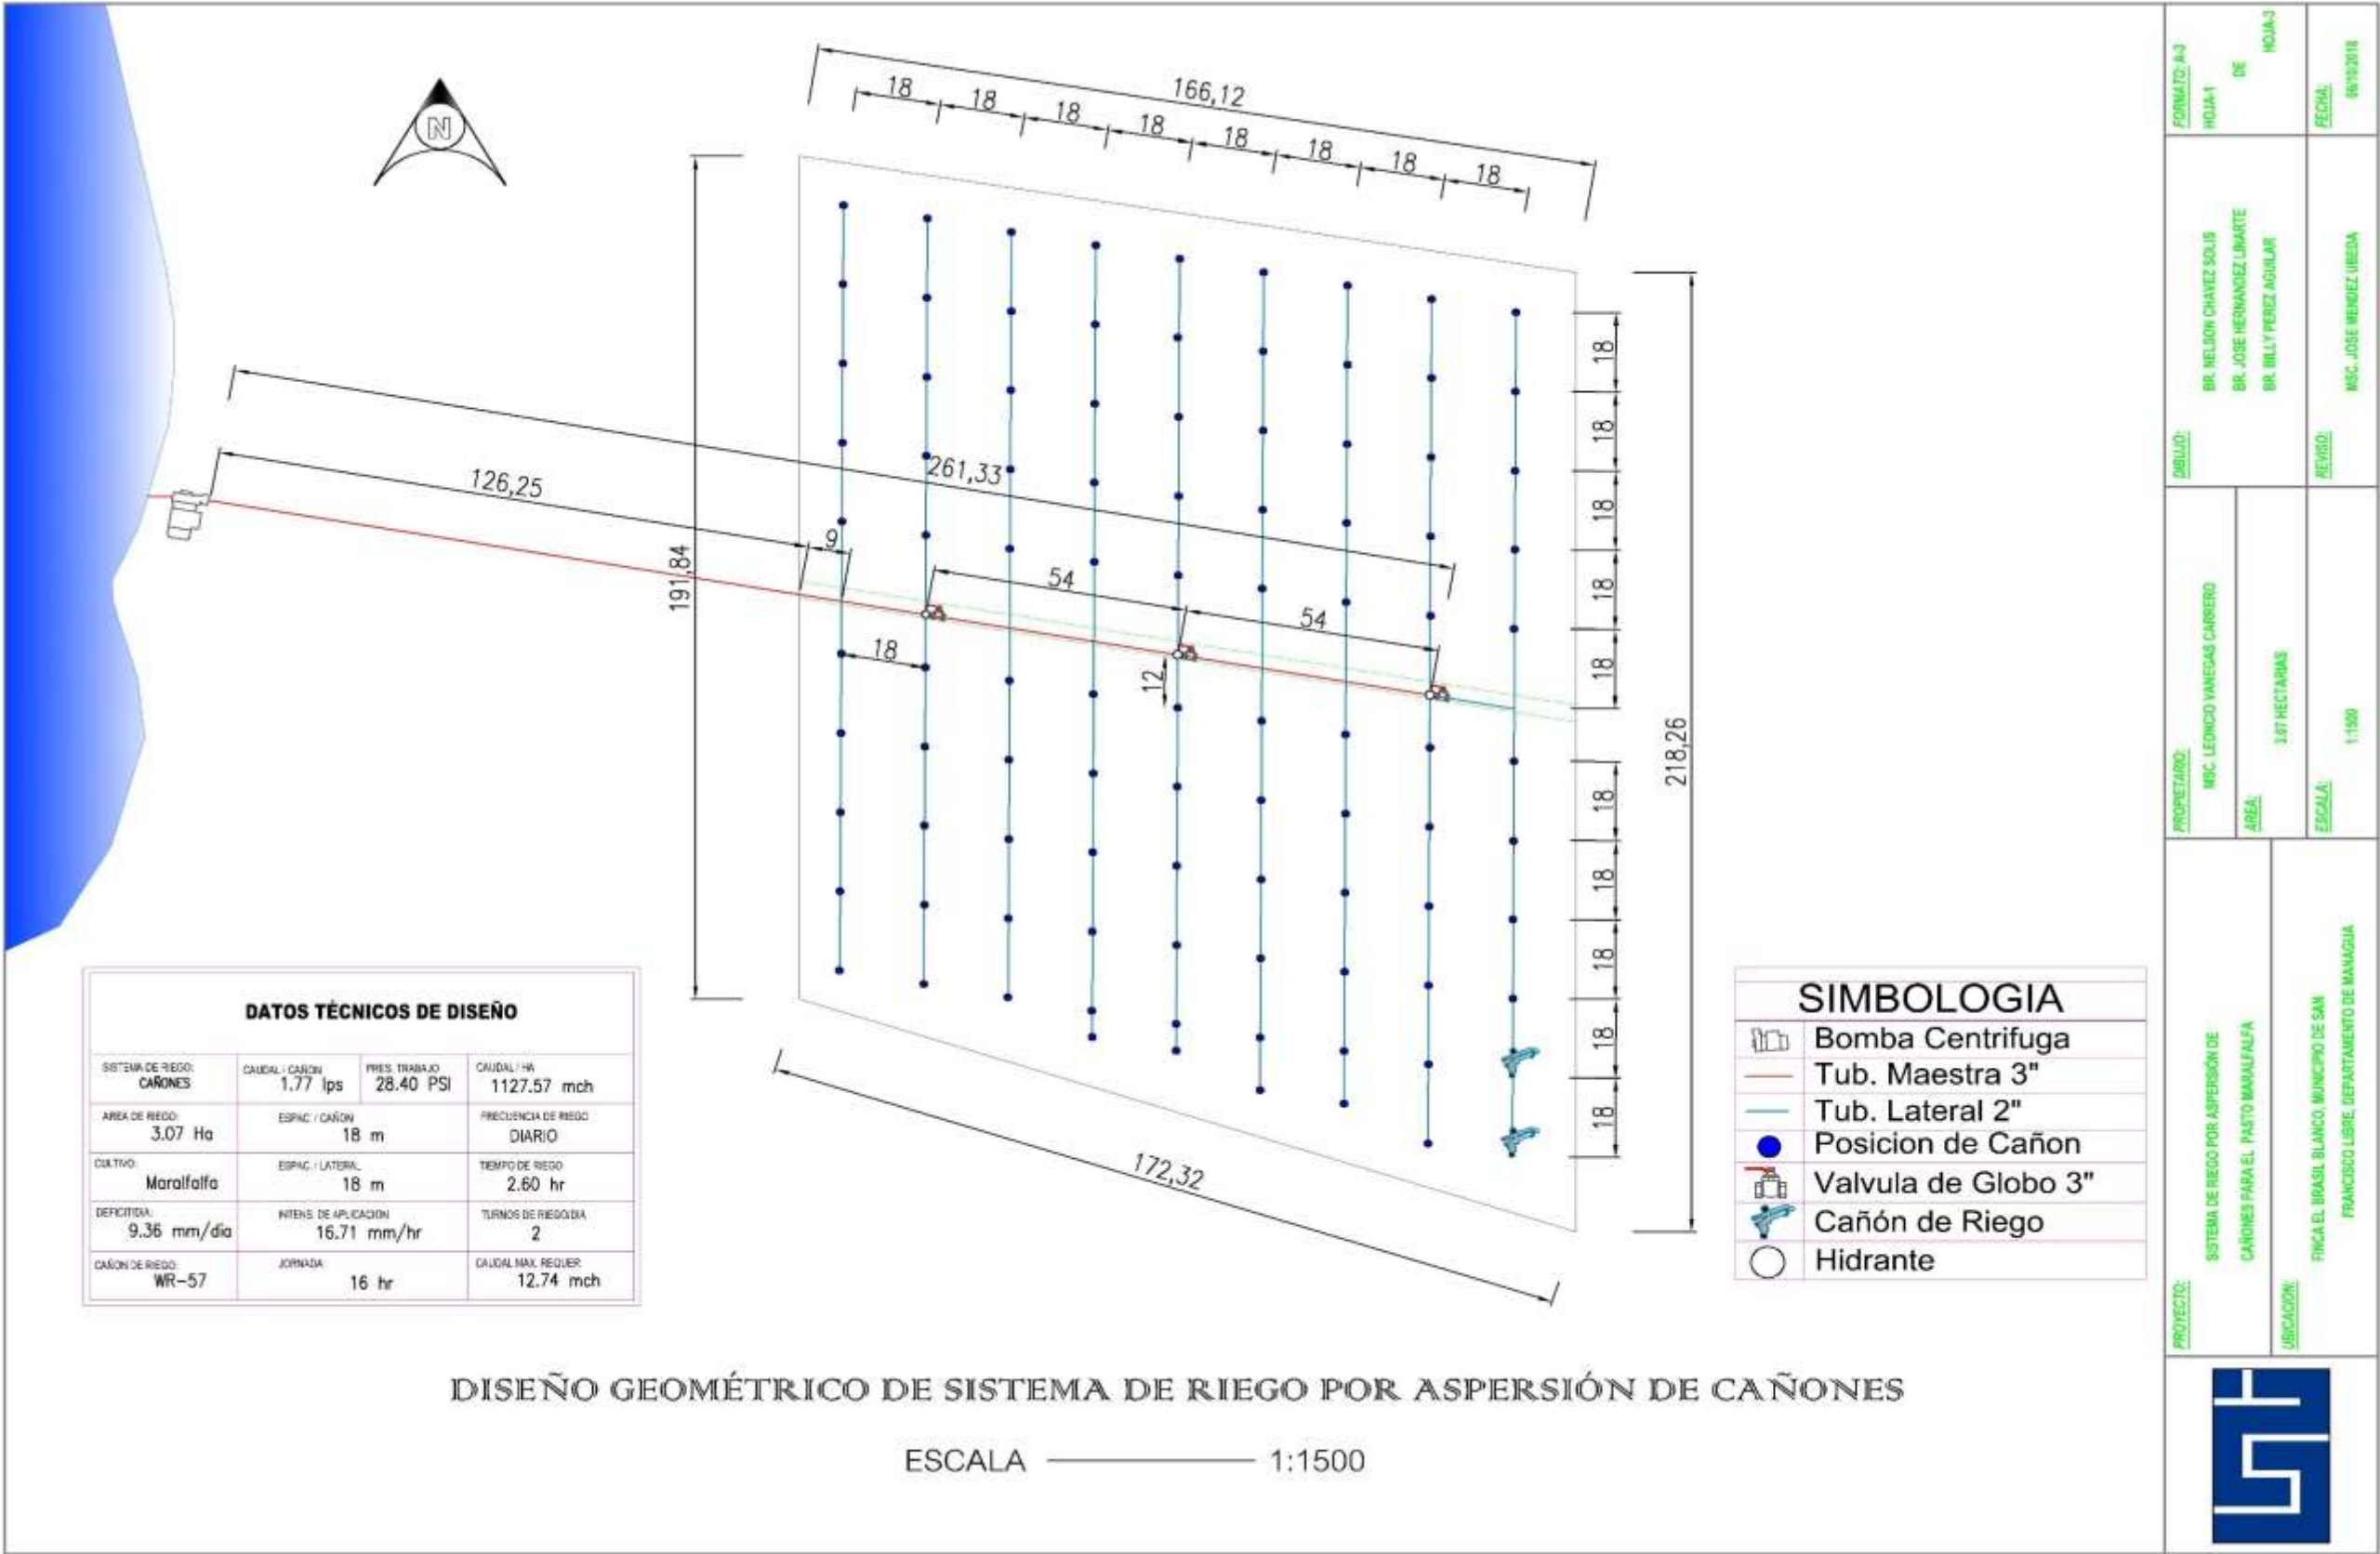 166,12
18
18
18
18
18
18
18
18
N
126,25
261,33
9
54
54
18
12
191,84
218,26
172,32
18
18
18
18
18
18
18
18
18
18
DATOS TÉCNICOS DE DISEÑO
SISTEMA DE RIEGO:
CAÑONES
CAUDAL / CAÑON
1.77 lps
PRES. TRABAJO
28.40 PSI
CAUDAL / HA
1127.57 mch
AREA DE RIEGO:
3.07 Ha
ESPAC. / CAÑON
18 m
FRECUENCIA DE RIEGO
DIARIO
CULTIVO:
Maralfalfa
ESPAC. / LATERAL
18 m
TIEMPO DE RIEGO
2.60 hr
9.36 mm/dia
INTENS. DE APLICACION
16.71 mm/hr
TURNOS DE RIEGO/DIA
2
CAÑON DE RIEGO:
WR-57
JORNADA
16 hr
CAUDAL MAX. REQUER.
12.74 mch
SIMBOLOGIA
Bomba Centrifuga
Tub. Maestra 3"
Tub. Lateral 2"
Posicion de Cañon
Valvula de Globo 3"
Cañón de Riego
Hidrante
DISEÑO GEOMÉTRICO DE SISTEMA DE RIEGO POR ASPERSIÓN DE CAÑONES
ESCALA 1:1500
FORMATO: A-3
HOJA-1
DE
HOJA-3
FECHA:
DIBUJO:
BR. NELSON CHAVEZ SOLIS
BR. JOSE HERNANDEZ LINARTE
BR. BILLY PEREZ AGUILAR
REVISO:
MSC. JOSE MENDEZ UBEDA
PROPIETARIO:
MSC. LEONCIO VANEGAS CARRERO
AREA:
3.07 HECTARIAS
ESCALA:
1:1500
PROYECTO:
SISTEMA DE RIEGO POR ASPERSIÓN DE
CAÑONES PARA EL PASTO MARALFALFA
UBICACION:
FINCA EL BRASIL BLANCO, MUNICIPIO DE SAN
FRANCISCO LIBRE, DEPARTAMENTO DE MANAGUA